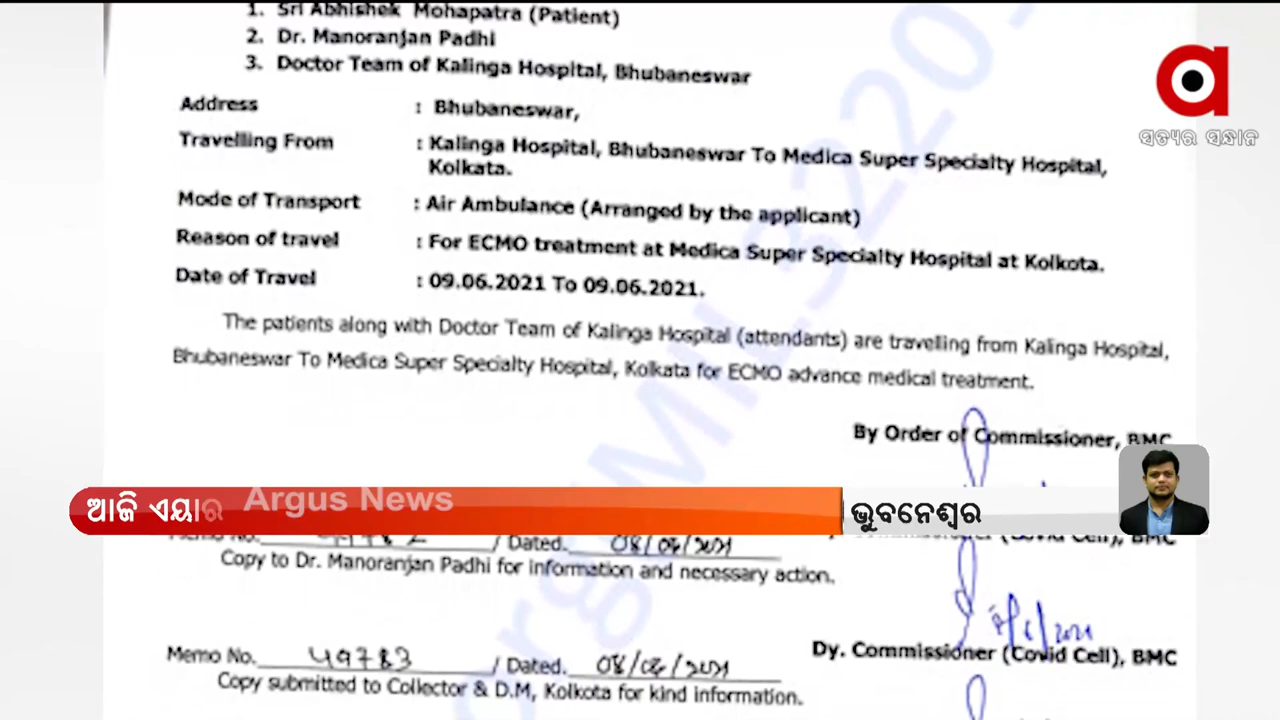 1. Sri Abhishek Mohapatra (Patient)
2. Dr. Manoranjan Padhi
3. Doctor Team of Kalinga Hospital, Bhubaneswar
Address : Bhubaneswar,
Travelling From : Kalinga Hospital, Bhubaneswar To Medica Super Specialty Hospital,
Kolkata.
Mode of Transport : Air Ambulance (Arranged by the applicant)
Reason of travel : For ECMO treatment at Medica Super Specialty Hospital at Kolkota.
Date of Travel : 09.06.2021 To 09.06.2021.
The patients along with Doctor Team of Kalinga Hospital (attendants) are travelling from Kalinga Hospital,
Bhubaneswar To Medica Super Specialty Hospital, Kolkata for ECMO advance medical treatment.
By Order of Commissioner, BMC
ସତ୍ୟର ସନ୍ଧାନ
ଆଜି ଏୟାର
Argus News
ଭୁବନେଶ୍ୱର
(Covid Cell), BMC
Memo No. / Dated. 08/06/2021
Copy to Dr. Manoranjan Padhi for information and necessary action.
Dy. Commissioner (Covid Cell), BMC
Memo No. 49783 / Dated. 08/06/2021
Copy submitted to Collector & D.M, Kolkota for kind information.